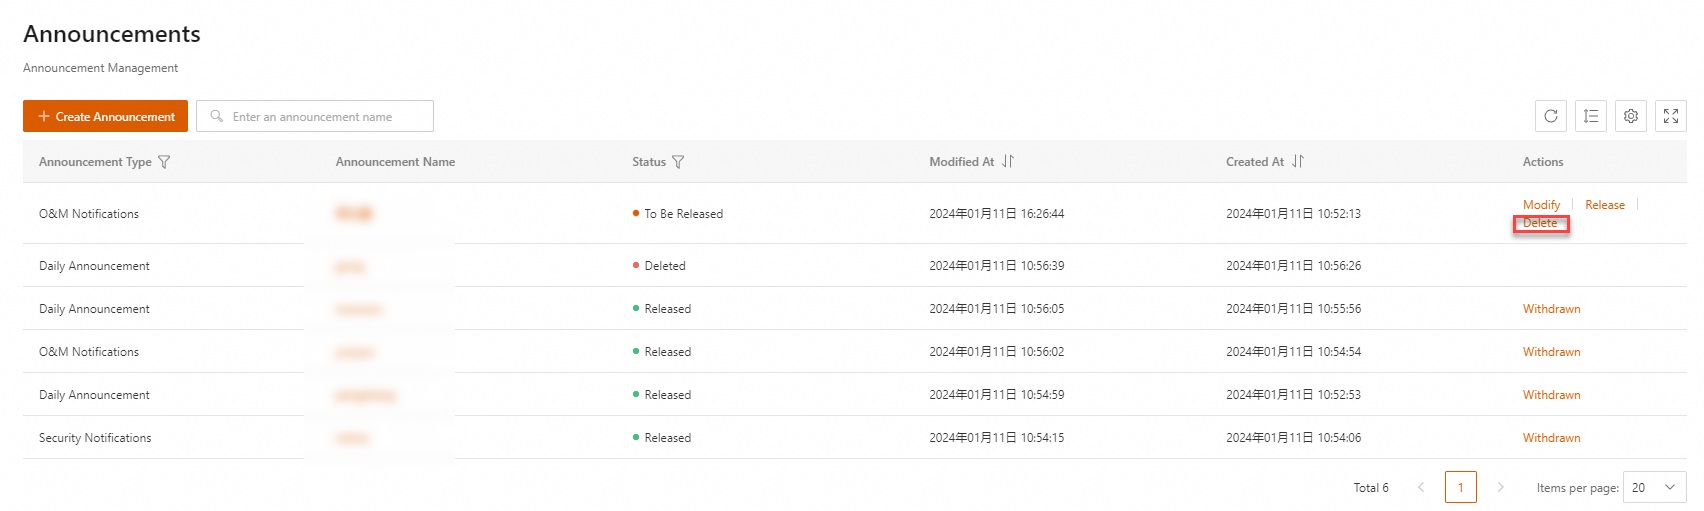 Announcements
Announcement Management
Create Announcement Enter an announcement name
Announcement Type Announcement Name Status Modified At Created At Actions
O&M Notifications To Be Released 2024年01月11日 16:26:44 2024年01月11日 10:52:13 Modify Release
Delete
Daily Announcement Deleted 2024年01月11日 10:56:39 2024年01月11日 10:56:26
Daily Announcement Released 2024年01月11日 10:56:05 2024年01月11日 10:55:56 Withdrawn
O&M Notifications Released 2024年01月11日 10:56:02 2024年01月11日 10:54:54 Withdrawn
Daily Announcement Released 2024年01月11日 10:54:59 2024年01月11日 10:52:53 Withdrawn
Security Notifications Released 2024年01月11日 10:54:15 2024年01月11日 10:54:06 Withdrawn
Total 6 1 Items per page: 20